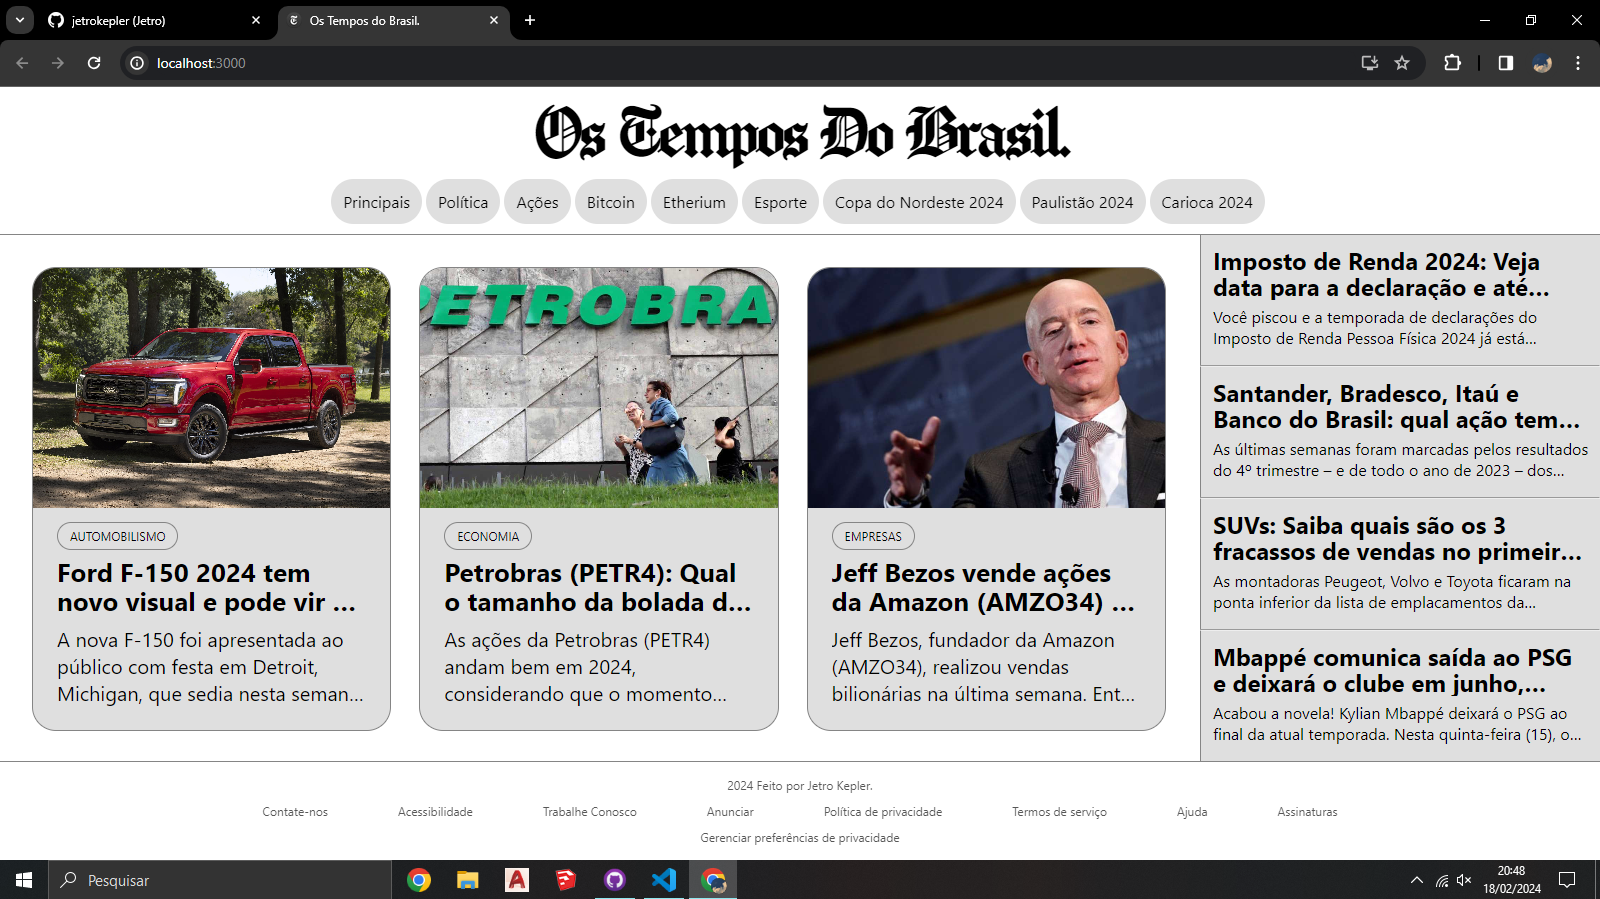 jetrokepler (Jetro)
Os Tempos do Brasil.
localhost:3000
Os Tempos Do Brasil.
Principais
Política
Ações
Bitcoin
Etherium
Esporte
Copa do Nordeste 2024
Paulistão 2024
Carioca 2024
PETROBRA
AUTOMOBILISMO
Ford F-150 2024 tem
novo visual e pode vir ...
A nova F-150 foi apresentada ao
público com festa em Detroit,
Michigan, que sedia nesta seman...
ECONOMIA
Petrobras (PETR4): Qual
o tamanho da bolada d...
As ações da Petrobras (PETR4)
andam bem em 2024,
considerando que o momento...
EMPRESAS
Jeff Bezos vende ações
da Amazon (AMZO34) ...
Jeff Bezos, fundador da Amazon
(AMZO34), realizou vendas
bilionárias na última semana. Ent...
Imposto de Renda 2024: Veja
data para a declaração e até...
Você piscou e a temporada de declarações do
Imposto de Renda Pessoa Física 2024 já está...
Santander, Bradesco, Itaú e
Banco do Brasil: qual ação tem...
As últimas semanas foram marcadas pelos resultados
do 4º trimestre – e de todo o ano de 2023 – dos...
SUVs: Saiba quais são os 3
fracassos de vendas no primeir...
As montadoras Peugeot, Volvo e Toyota ficaram na
ponta inferior da lista de emplacamentos da...
Mbappé comunica saída ao PSG
e deixará o clube em junho,...
Acabou a novela! Kylian Mbappé deixará o PSG ao
final da atual temporada. Nesta quinta-feira (15), o...
2024 Feito por Jetro Kepler.
Contate-nos
Acessibilidade
Trabalhe Conosco
Anunciar
Política de privacidade
Termos de serviço
Ajuda
Assinaturas
Gerenciar preferências de privacidade
Pesquisar
20:48
18/02/2024